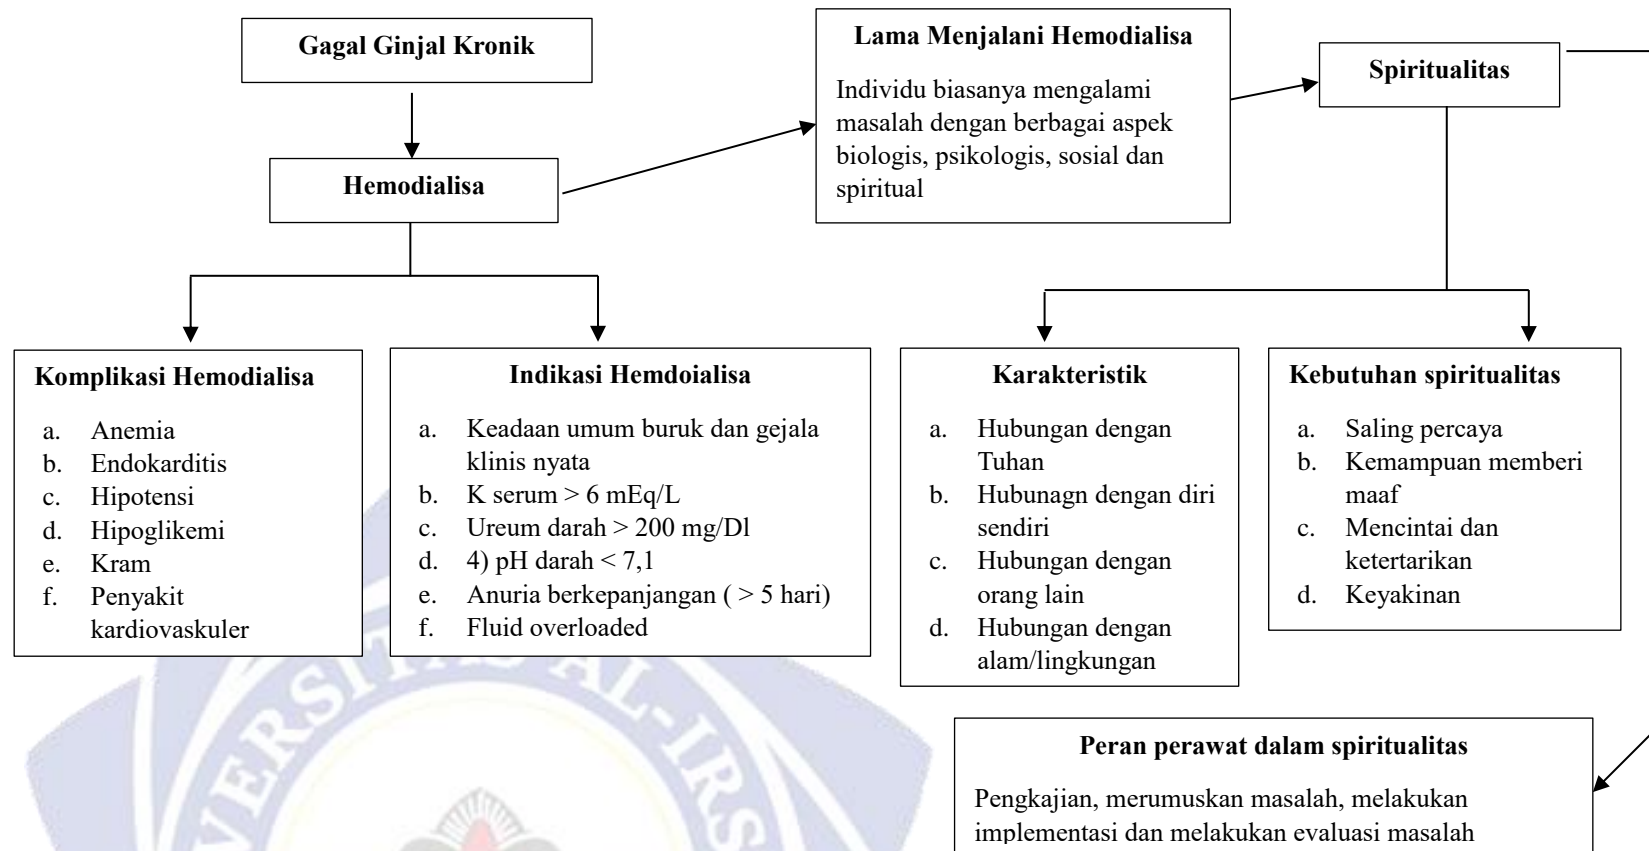 Gagal Ginjal Kronik
Lama Menjalani Hemodialisa
Individu biasanya mengalami
masalah dengan berbagai aspek
biologis, psikologis, sosial dan
spiritual
Spiritualitas
Hemodialisa
Komplikasi Hemodialisa
a. Anemia
b. Endokarditis
c. Hipotensi
d. Hipoglikemi
e. Kram
f. Penyakit
kardiovaskuler
Indikasi Hemdoialisa
a. Keadaan umum buruk dan gejala
klinis nyata
b. K serum > 6 mEq/L
c. Ureum darah > 200 mg/Dl
d. 4) pH darah < 7,1
e. Anuria berkepanjangan ( > 5 hari)
f. Fluid overloaded
Karakteristik
a. Hubungan dengan
Tuhan
b. Hubunagn dengan diri
sendiri
c. Hubungan dengan
orang lain
d. Hubungan dengan
alam/lingkungan
Kebutuhan spiritualitas
a. Saling percaya
b. Kemampuan memberi
maaf
c. Mencintai dan
ketertarikan
d. Keyakinan
Peran perawat dalam spiritualitas
Pengkajian, merumuskan masalah, melakukan
implementasi dan melakukan evaluasi masalah